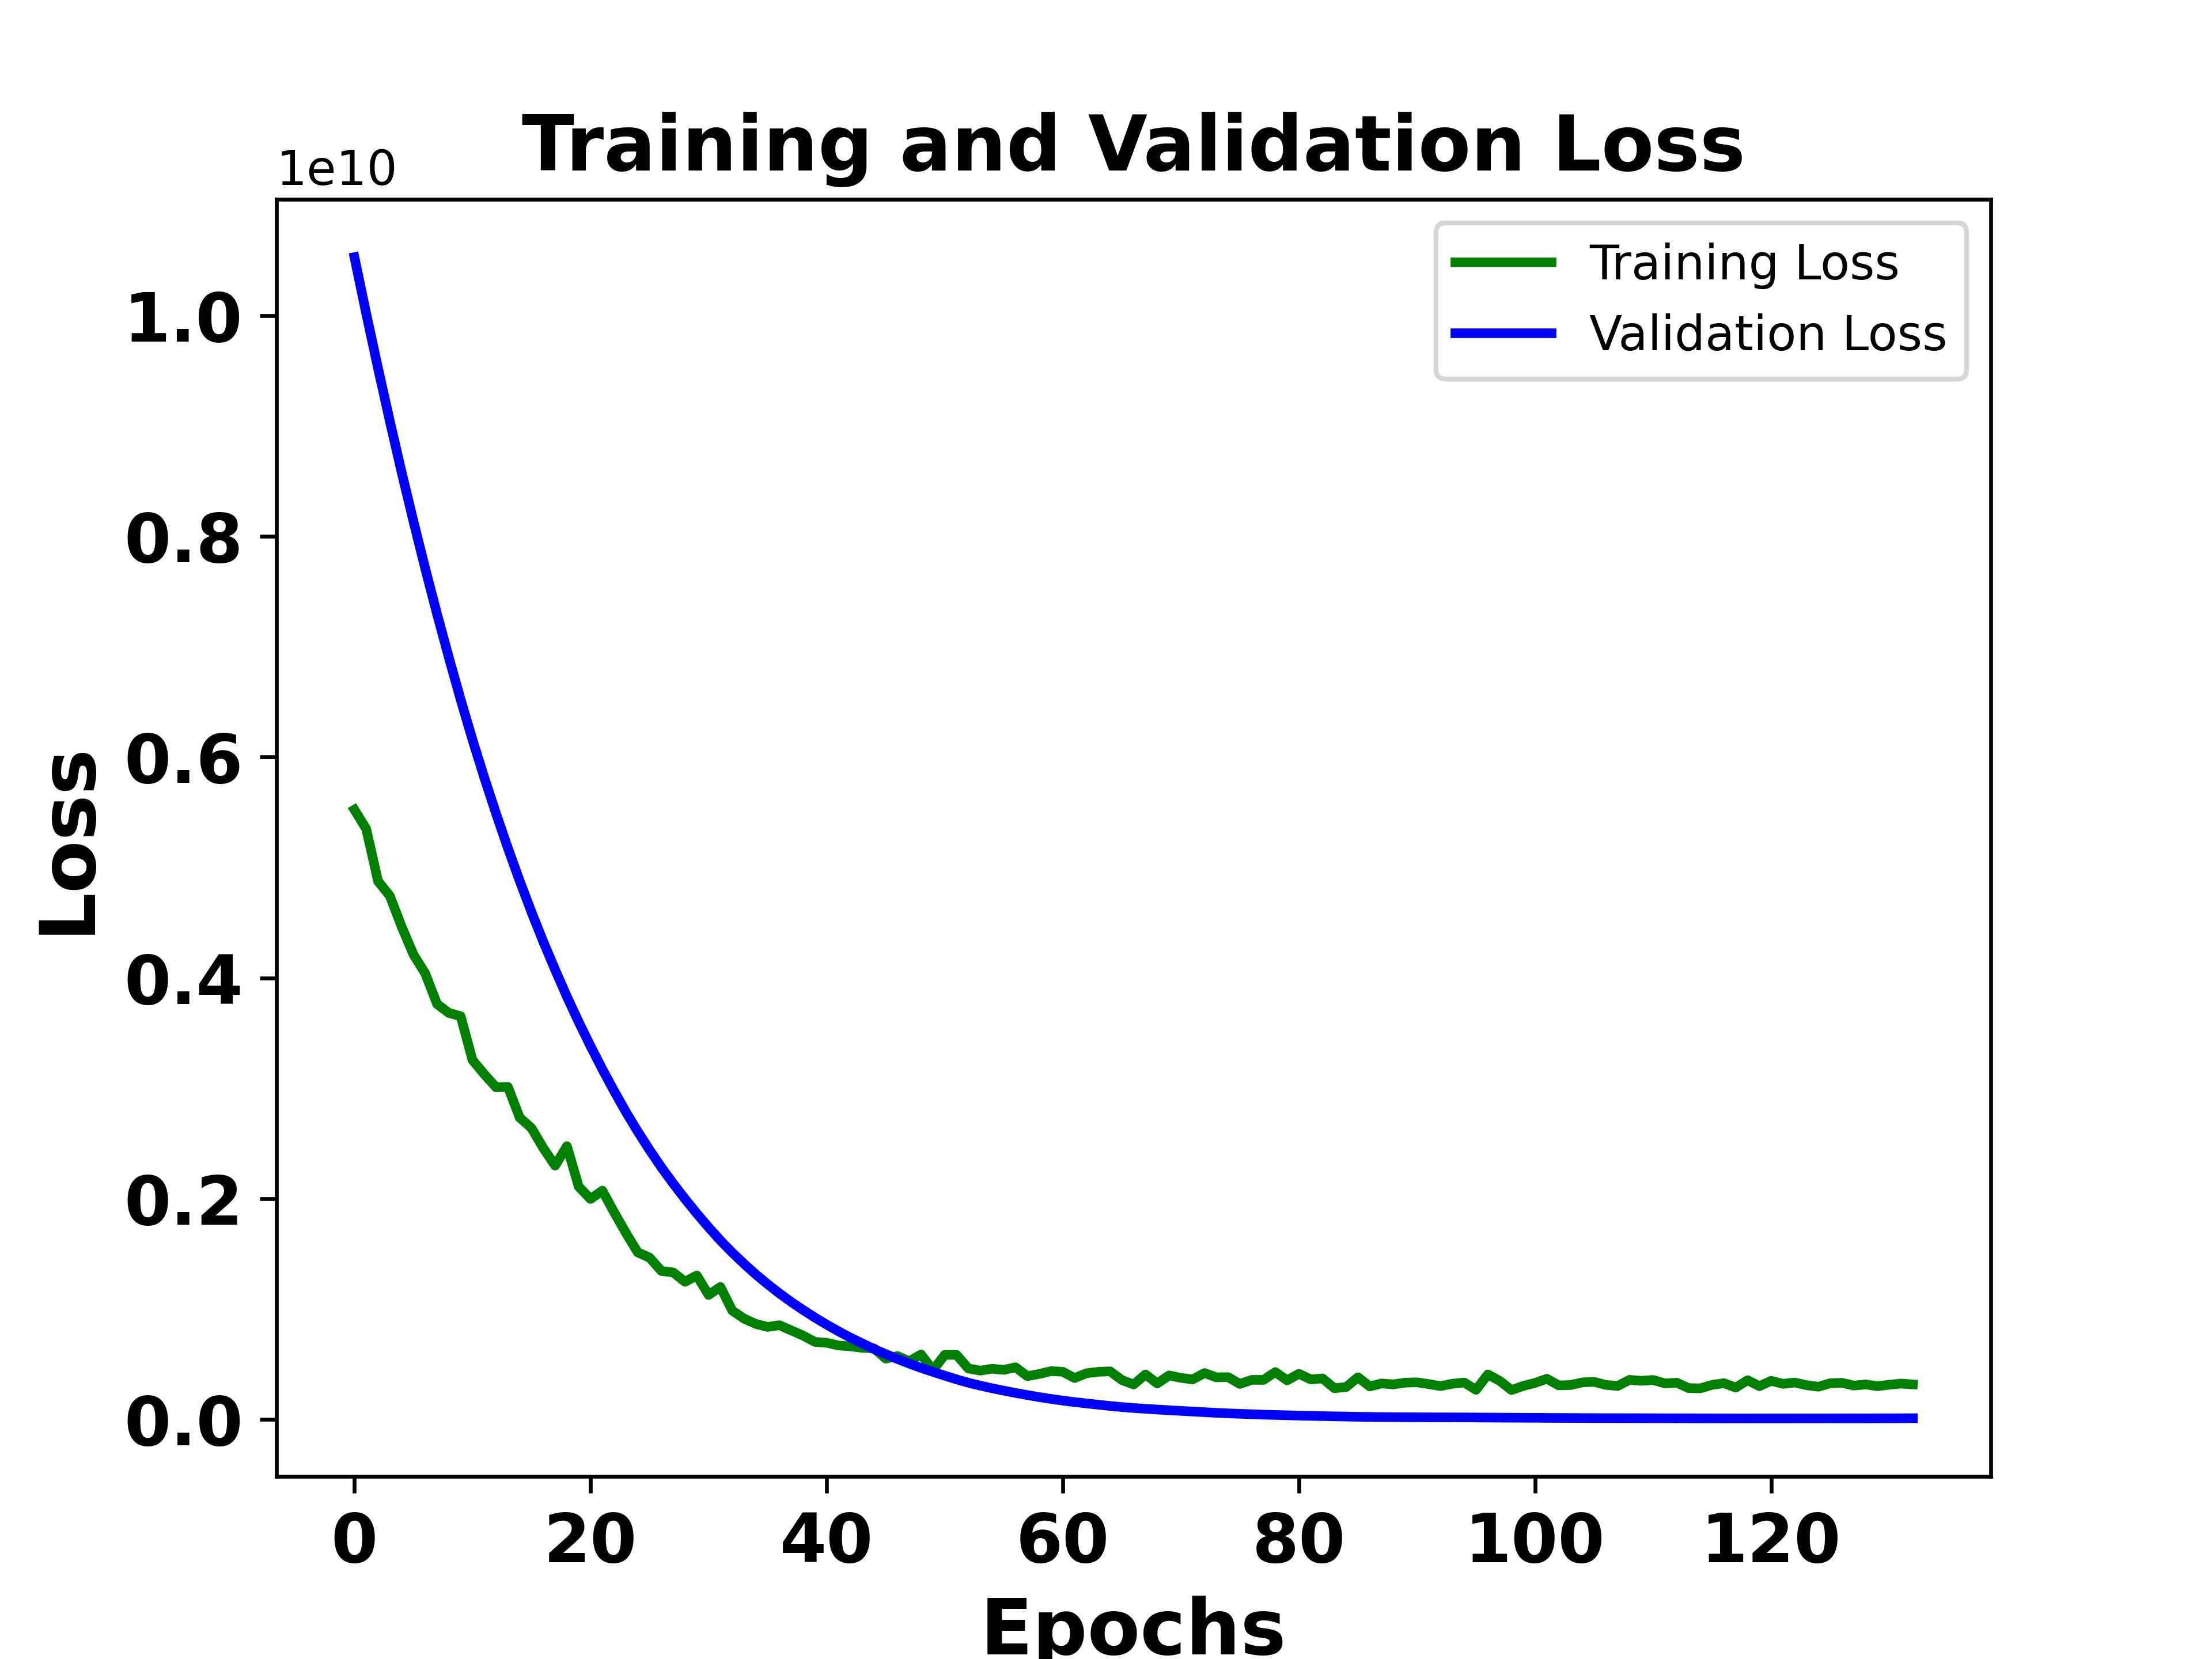 Training and Validation Loss
1e10
Training Loss
Validation Loss
1.0
0.8
0.6
0.4
0.2
0.0
Loss
0 20 40 60 80 100 120
Epochs